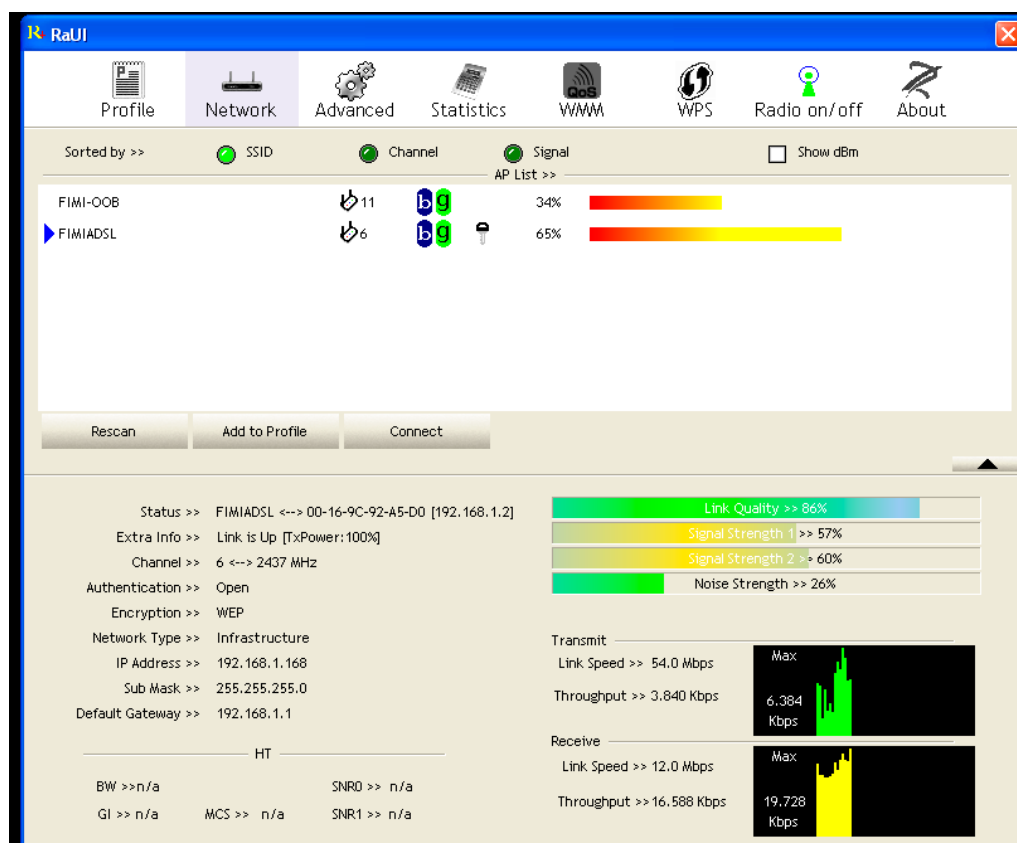 RaUI
Profile Network Advanced Statistics QoS WMM WPS Radio on/off About
Sorted by >> SSID Channel Signal Show dBm
AP List >>
FIMI-OOB 11 b g 34%
FIMIADSL 6 b g 65%
Rescan Add to Profile Connect
Status >> FIMIADSL <--> 00-16-9C-92-A5-D0 [192.168.1.2]
Extra Info >> Link is Up [TxPower:100%]
Channel >> 6 <--> 2437 MHz
Authentication >> Open
Encryption >> WEP
Network Type >> Infrastructure
IP Address >> 192.168.1.168
Sub Mask >> 255.255.255.0
Default Gateway >> 192.168.1.1
HT
BW >>n/a SNR0 >> n/a
GI >> n/a MCS >> n/a SNR1 >> n/a
Link Quality >> 86%
Signal Strength 1 >> 57%
Signal Strength 2 >> 60%
Noise Strength >> 26%
Transmit
Link Speed >> 54.0 Mbps
Throughput >> 3.840 Kbps
Max
6.384
Kbps
Receive
Link Speed >> 12.0 Mbps
Throughput >> 16.588 Kbps
Max
19.728
Kbps